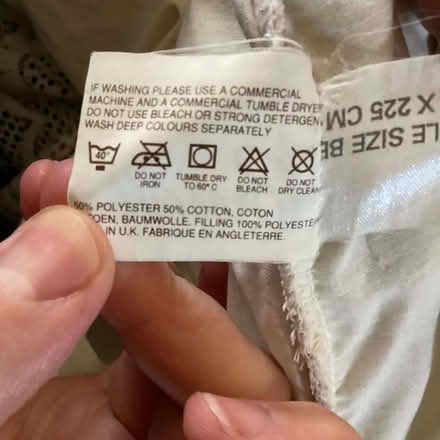 IF WASHING PLEASE USE A COMMERCIAL
MACHINE AND A COMMERCIAL TUMBLE DRYER
DO NOT USE BLEACH OR STRONG DETERGEN
WASH DEEP COLOURS SEPARATELY
40°
DO NOT IRON
TUMBLE DRY TO 60° C
DO NOT BLEACH
DO NOT DRY CLEAN
50% POLYESTER 50% COTTON, COTON
BAUMWOLLE. FILLING 100% POLYESTER
IN U.K. FABRIQUE EN ANGLETERRE.
LE SIZE BE
X 225 CM